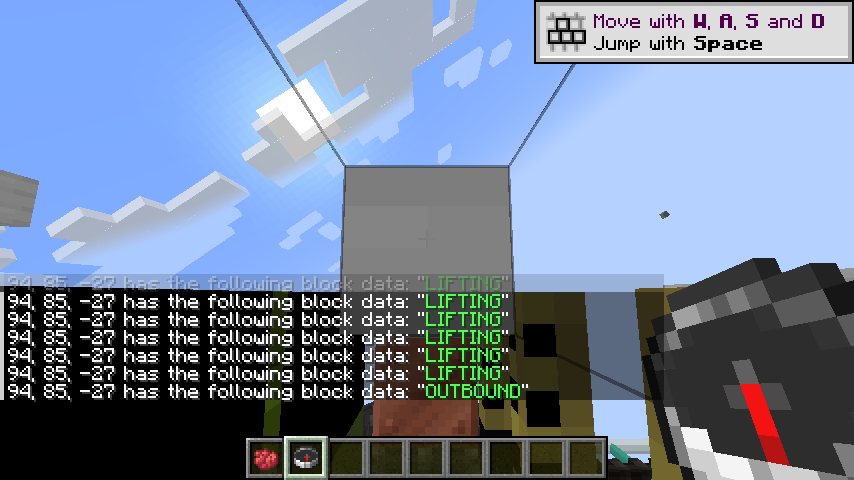 Move with W, A, S and D
Jump with Space
94, 85, -27 has the following block data: "LIFTING"
94, 85, -27 has the following block data: "LIFTING"
94, 85, -27 has the following block data: "LIFTING"
94, 85, -27 has the following block data: "LIFTING"
94, 85, -27 has the following block data: "LIFTING"
94, 85, -27 has the following block data: "LIFTING"
94, 85, -27 has the following block data: "OUTBOUND"